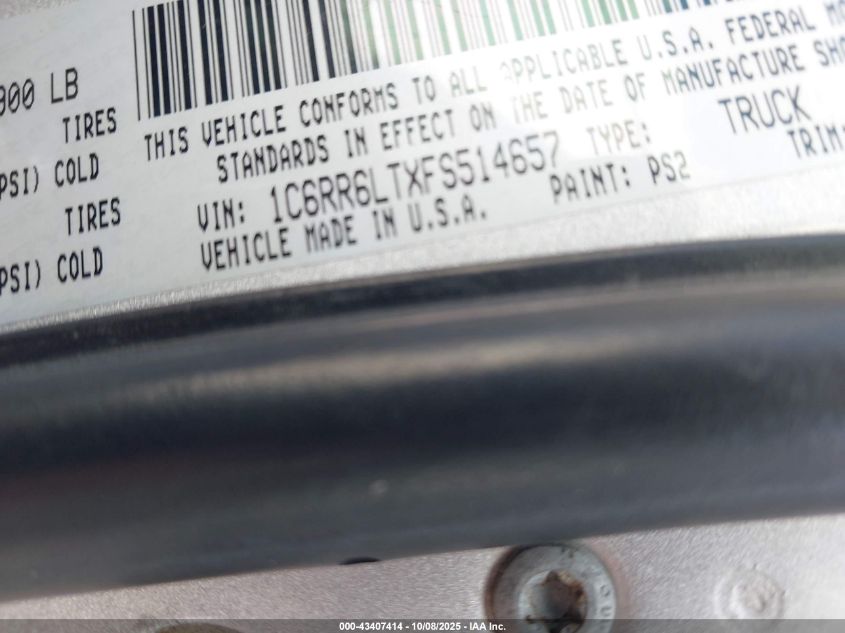 900 LB
TIRES
PSI) COLD
TIRES
PSI) COLD
THIS VEHICLE CONFORMS TO ALL APPLICABLE U.S.A. FEDERAL
STANDARDS IN EFFECT ON THE DATE OF MANUFACTURE
VIN: 1C6RR6LTXFS514657 TYPE: TRUCK
VEHICLE MADE IN U.S.A. PAINT: PS2 TRIM:
000-43407414 - 10/08/2025 - IAA Inc.